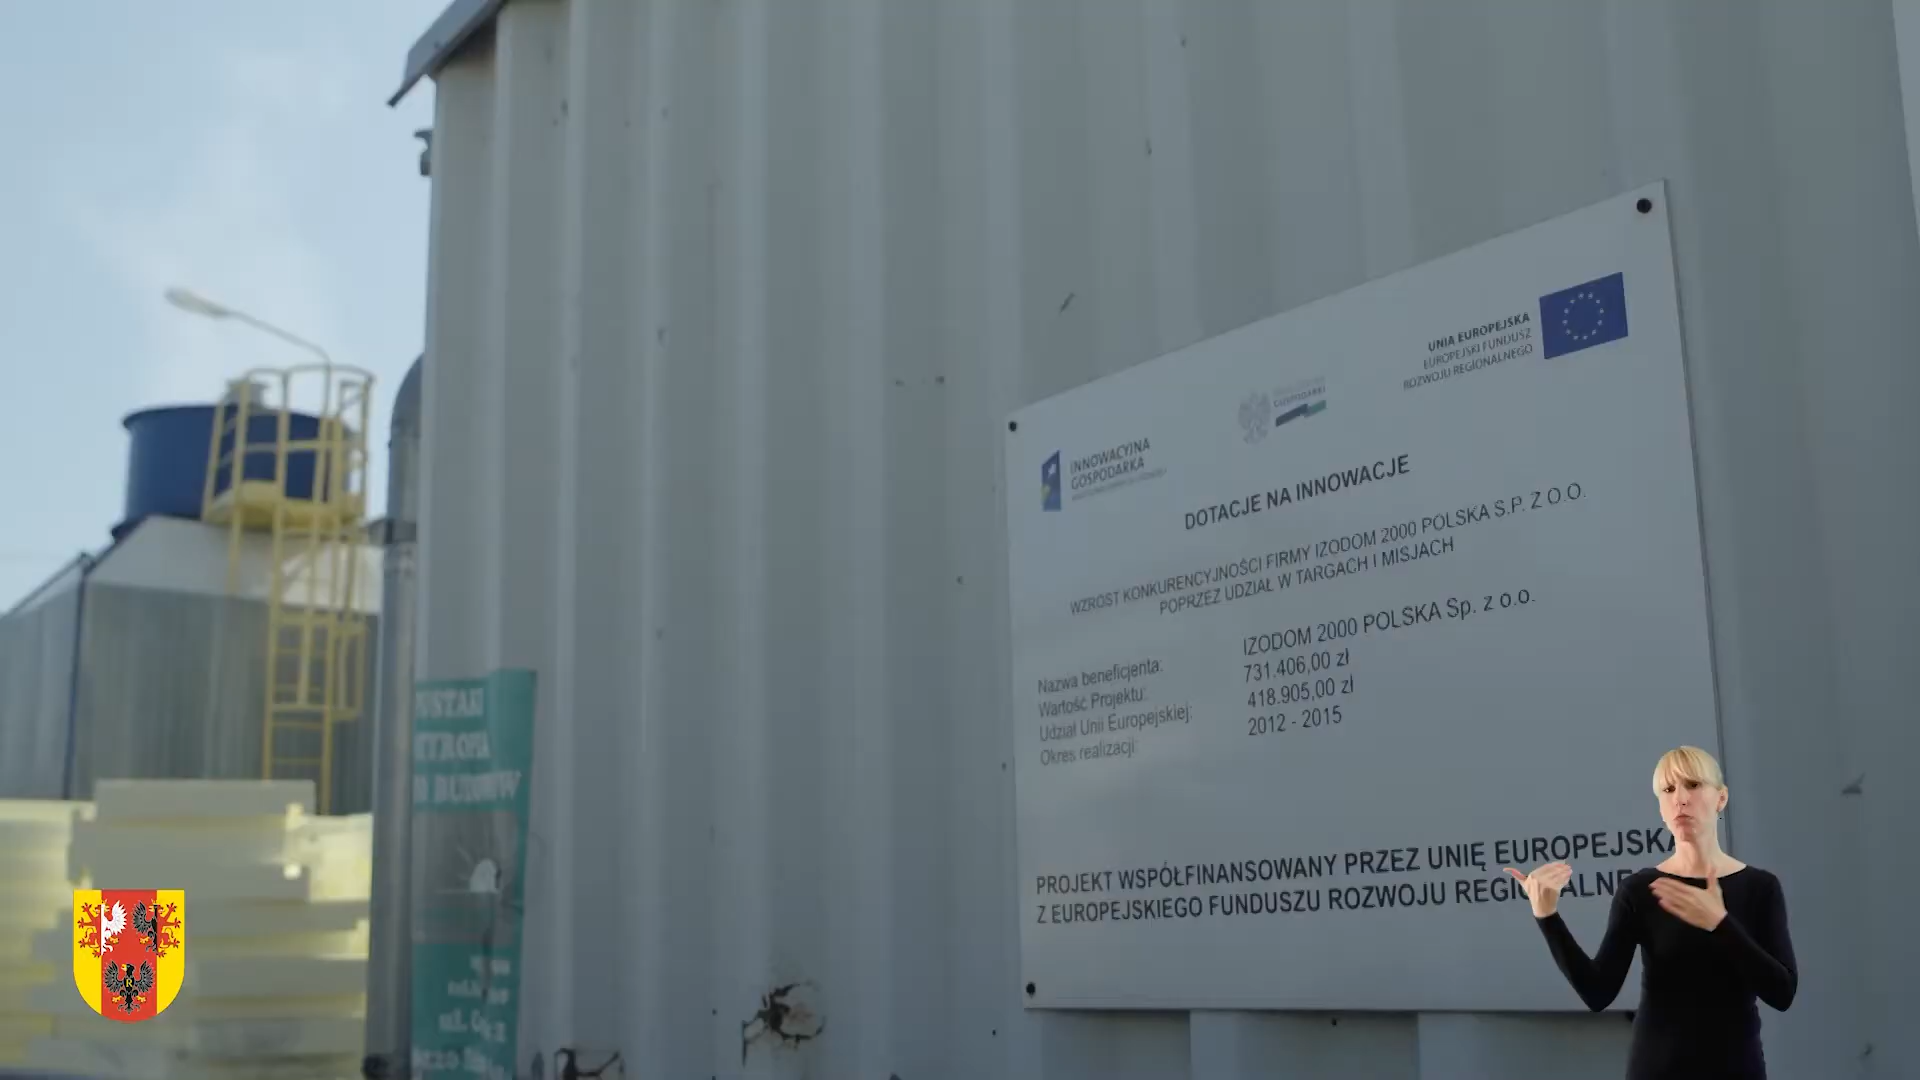 UNIA EUROPEJSKA
EUROPEJSKI FUNDUSZ
ROZWOJU REGIONALNEGO
GOSPODARKI
INNOWACYJNA
GOSPODARKA
DOTACJE NA INNOWACJE
WZROST KONKURENCYJNOŚCI FIRMY IZODOM 2000 POLSKA S.P. Z O.O.
POPRZEZ UDZIAŁ W TARGACH I MISJACH
Nazwa beneficjenta: IZODOM 2000 POLSKA Sp. z o.o.
Wartość Projektu: 731.406,00 zł
Udział Unii Europejskiej: 418.905,00 zł
Okres realizacji: 2012 - 2015
PROJEKT WSPÓŁFINANSOWANY PRZEZ UNIĘ EUROPEJSKĄ
Z EUROPEJSKIEGO FUNDUSZU ROZWOJU